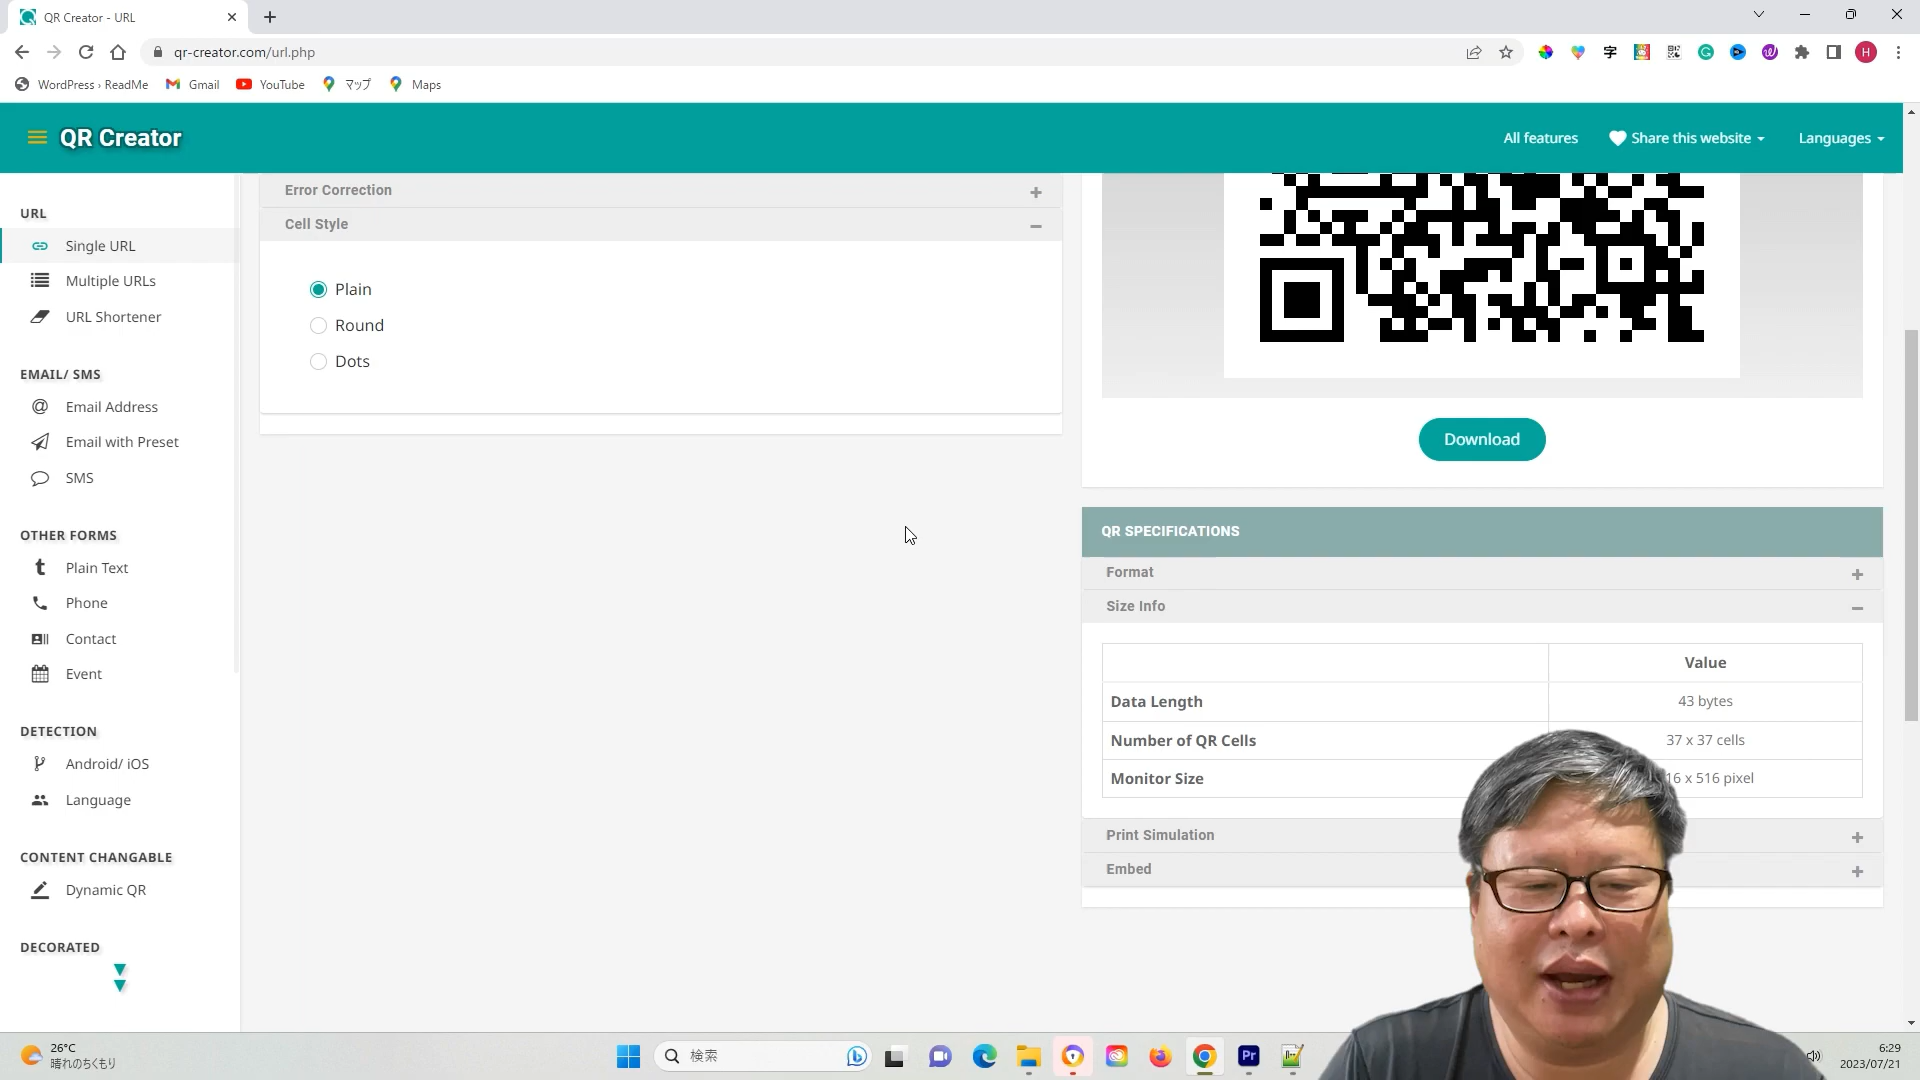 QR Creator - URL
qr-creator.com/url.php
H
WordPress › ReadMe
Gmail
YouTube
マップ
Maps
QR Creator
All features
Share this website
Languages
URL
Single URL
Multiple URLs
URL Shortener
EMAIL/ SMS
Email Address
Email with Preset
SMS
OTHER FORMS
Plain Text
Phone
Contact
Event
DETECTION
Android/ iOS
Language
CONTENT CHANGABLE
Dynamic QR
DECORATED
Error Correction
Cell Style
Plain
Round
Dots
Download
QR SPECIFICATIONS
Format
Size Info
Value
Data Length 43 bytes
Number of QR Cells 37 x 37 cells
Monitor Size 16 x 516 pixel
Print Simulation
Embed
26°C
晴れのちくもり
検索
Pr
6:29
2023/07/21